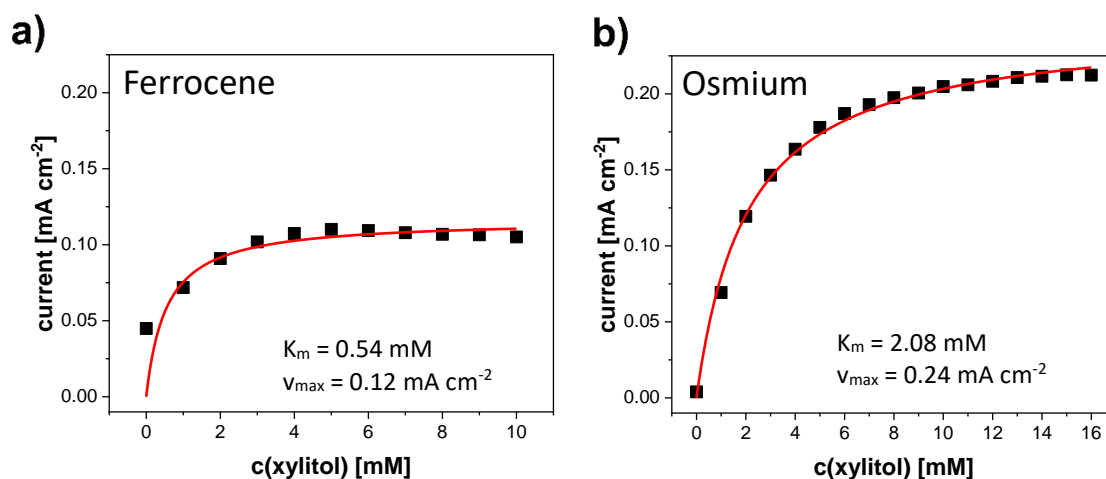 a)
Ferrocene
0.20
0.15
0.10
0.05
0.00
current [mA cm⁻²]
Kₘ = 0.54 mM
vₘₐₓ = 0.12 mA cm⁻²
0 2 4 6 8 10
c(xylitol) [mM]
b)
Osmium
0.20
0.15
0.10
0.05
0.00
current [mA cm⁻²]
Kₘ = 2.08 mM
vₘₐₓ = 0.24 mA cm⁻²
0 2 4 6 8 10 12 14 16
c(xylitol) [mM]